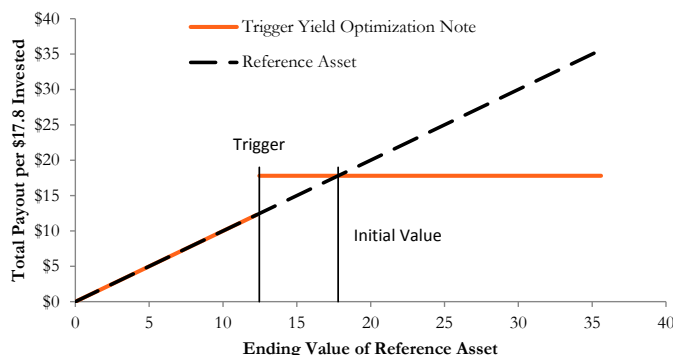 Trigger Yield Optimization Note
Reference Asset
$40
$35
$30
$25
$20
$15
$10
$5
$0
Total Payout per $17.8 Invested
Trigger
Initial Value
0 5 10 15 20 25 30 35 40
Ending Value of Reference Asset